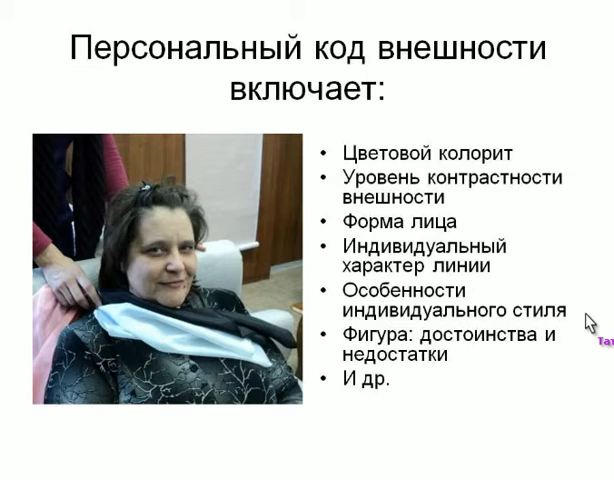 Персональный код внешности
включает:
• Цветовой колорит
• Уровень контрастности
внешности
• Форма лица
• Индивидуальный
характер линии
• Особенности
индивидуального стиля
• Фигура: достоинства и
недостатки
• И др.
Тат